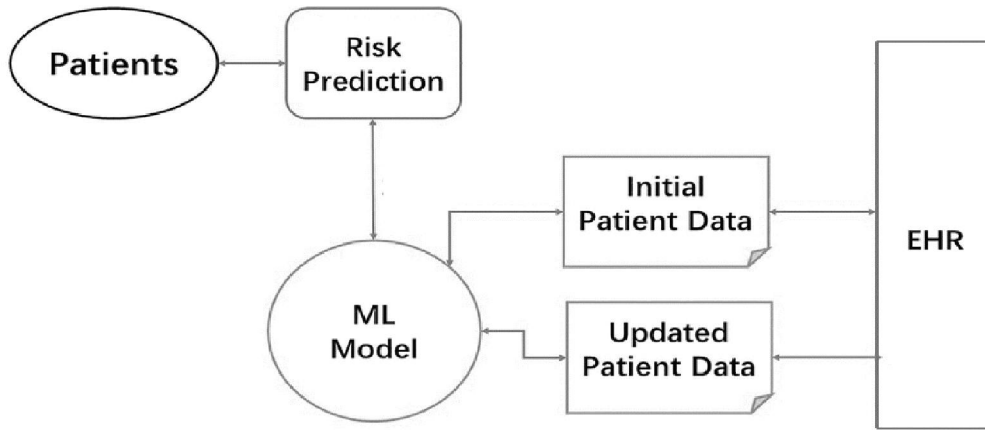 Patients
Risk
Prediction
Initial
Patient Data
EHR
ML
Model
Updated
Patient Data